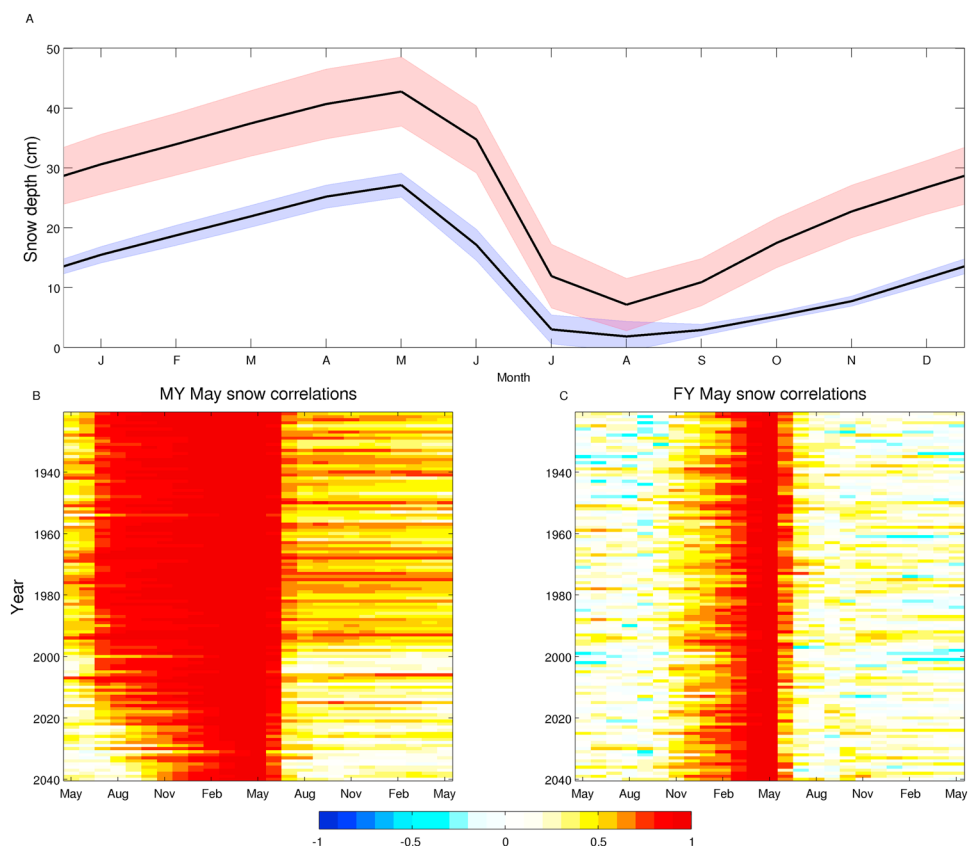 A
50
40
30
20
10
0
Snow depth (cm)
J F M A M J J A S O N D
Month
B MY May snow correlations
C FY May snow correlations
1940
1960
1980
2000
2020
2040
Year
May Aug Nov Feb May Aug Nov Feb May
1940
1960
1980
2000
2020
2040
May Aug Nov Feb May Aug Nov Feb May
-1 -0.5 0 0.5 1